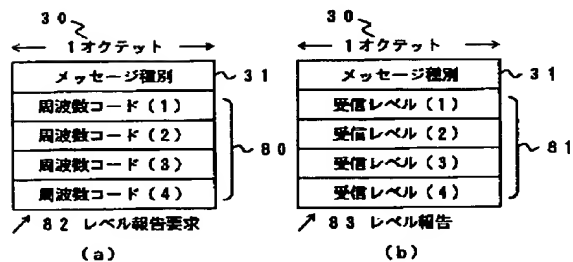 30
1オクテット
メッセージ種別
31
周波数コード(1)
周波数コード(2)
周波数コード(3)
周波数コード(4)
80
82 レベル報告要求
(a)
30
1オクテット
メッセージ種別
31
受信レベル(1)
受信レベル(2)
受信レベル(3)
受信レベル(4)
81
83 レベル報告
(b)